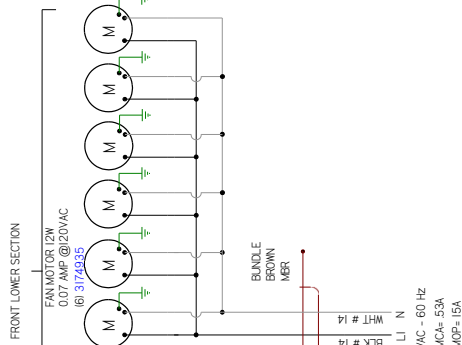 M
M
M
M
M
M
FRONT LOWER SECTION
FAN MOTOR 12W
0.07 AMP @120VAC
(6) 3174935
BUNDLE
BROWN
MBR
WHT # 14
N
BLK # 14
L1
VAC - 60 Hz
MCA= .53A
MOP= 15A